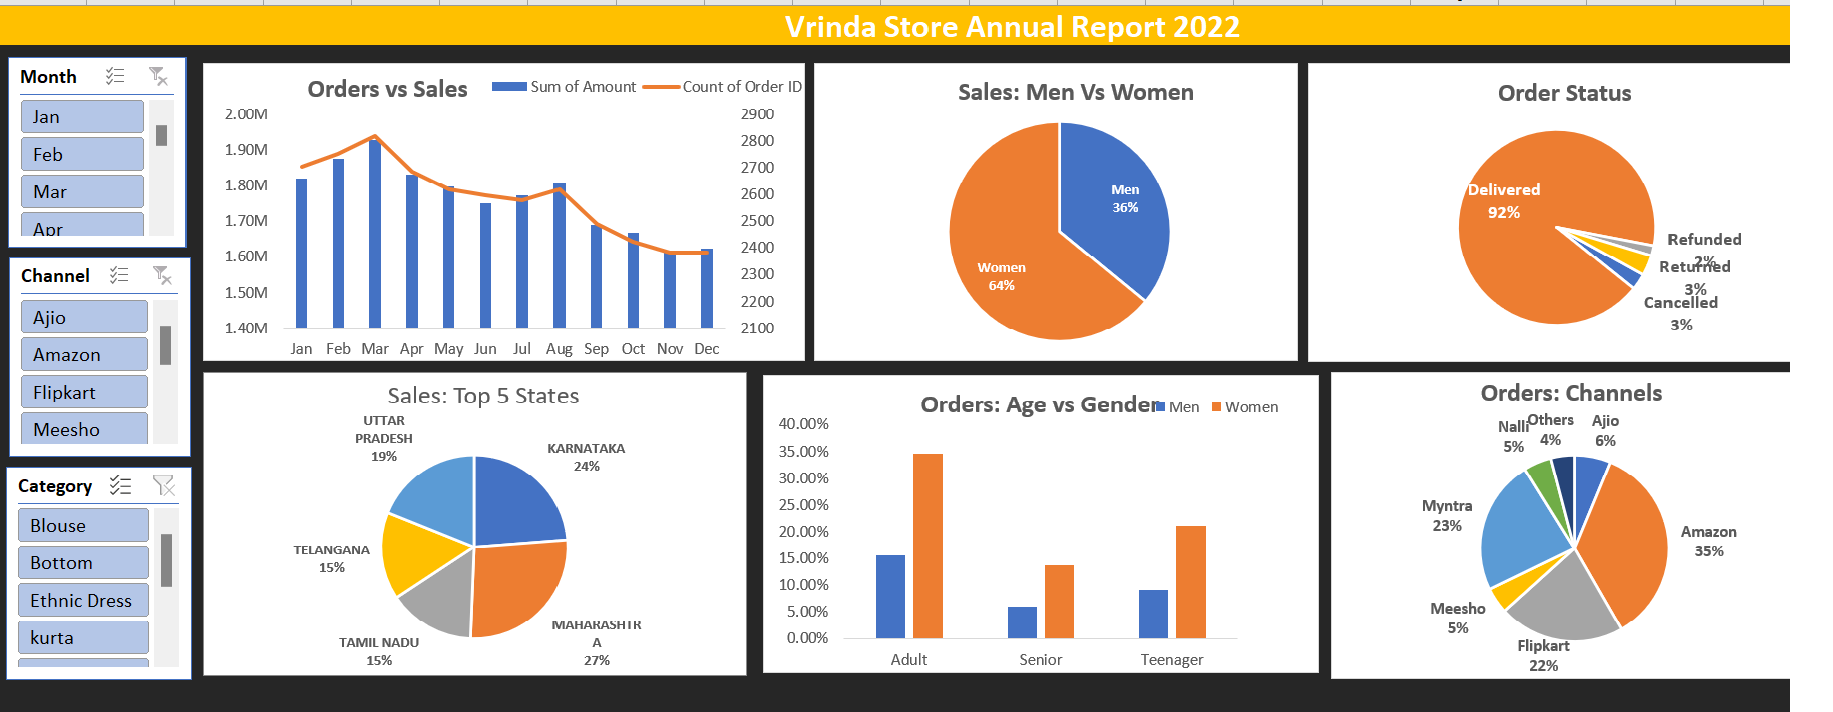 Vrinda Store Annual Report 2022
Month
Jan
Feb
Mar
Apr
Channel
Ajio
Amazon
Flipkart
Meesho
Category
Blouse
Bottom
Ethnic Dress
kurta
Orders vs Sales
Sum of Amount
Count of Order ID
2.00M
1.90M
1.80M
1.70M
1.60M
1.50M
1.40M
2900
2800
2700
2600
2500
2400
2300
2200
2100
Jan Feb Mar Apr May Jun Jul Aug Sep Oct Nov Dec
Sales: Men Vs Women
Men
36%
Women
64%
Order Status
Delivered
92%
Refunded
2%
Returned
3%
Cancelled
3%
Sales: Top 5 States
UTTAR
PRADESH
19%
KARNATAKA
24%
TELANGANA
15%
TAMIL NADU
15%
MAHARASHTR
A
27%
Orders: Age vs Gender
Men
Women
40.00%
35.00%
30.00%
25.00%
20.00%
15.00%
10.00%
5.00%
0.00%
Adult Senior Teenager
Orders: Channels
Nalli
5%
Others
4%
Ajio
6%
Myntra
23%
Amazon
35%
Meesho
5%
Flipkart
22%